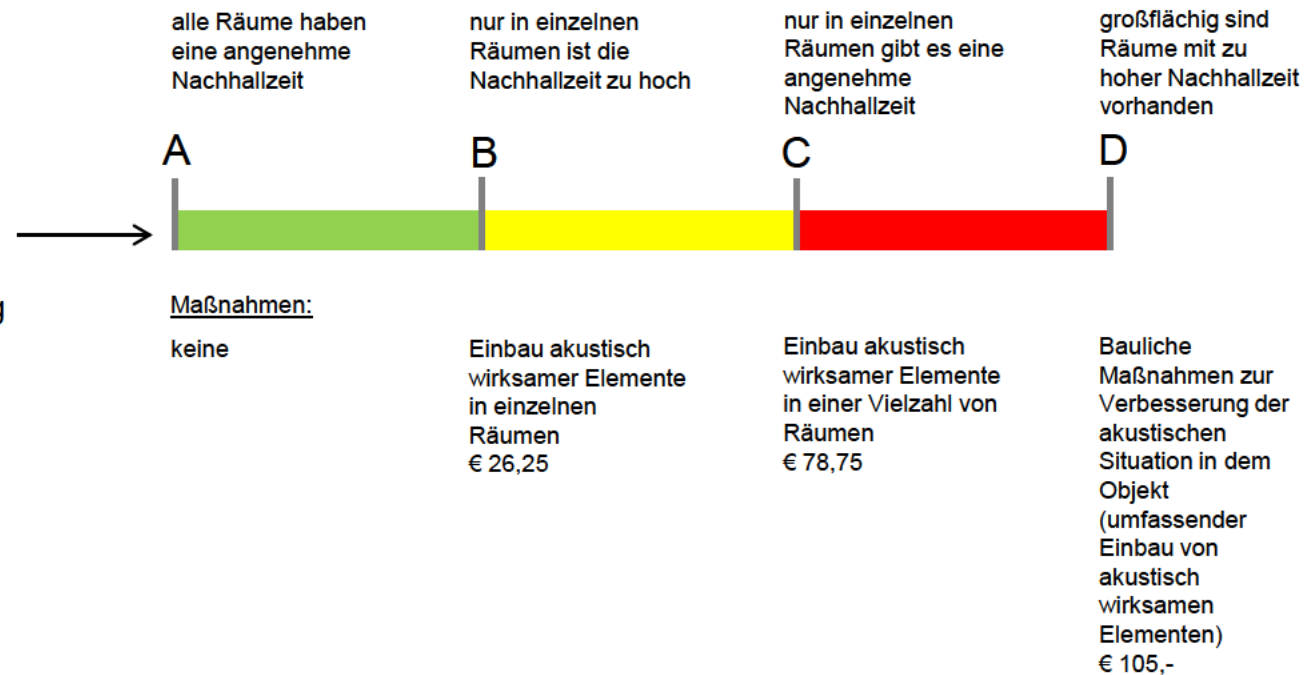 alle Räume haben
eine angenehme
Nachhallzeit
nur in einzelnen
Räumen ist die
Nachhallzeit zu hoch
nur in einzelnen
Räumen gibt es eine
angenehme
Nachhallzeit
großflächig sind
Räume mit zu
hoher Nachhallzeit
vorhanden
A
B
C
D
g
Maßnahmen:
keine
Einbau akustisch
wirksamer Elemente
in einzelnen
Räumen
€ 26,25
Einbau akustisch
wirksamer Elemente
in einer Vielzahl von
Räumen
€ 78,75
Bauliche
Maßnahmen zur
Verbesserung der
akustischen
Situation in dem
Objekt
(umfassender
Einbau von
akustisch
wirksamen
Elementen)
€ 105,-